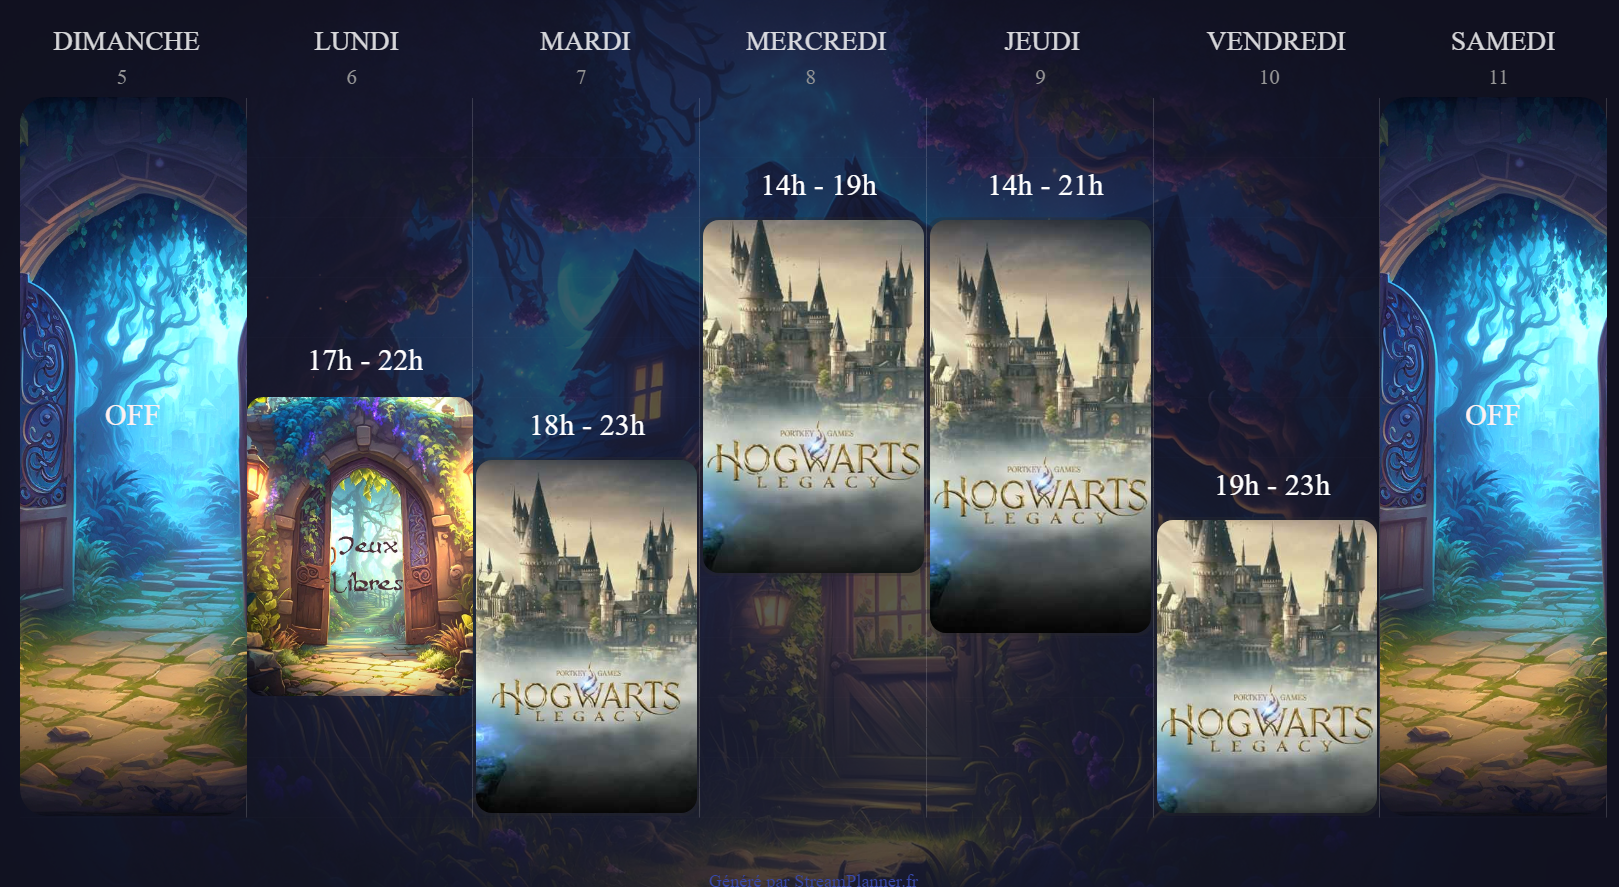 DIMANCHE
5
OFF
LUNDI
6
17h - 22h
Jeux
Libres
MARDI
7
18h - 23h
PORTKEY GAMES
HOGWARTS
LEGACY
MERCREDI
8
14h - 19h
PORTKEY GAMES
HOGWARTS
LEGACY
JEUDI
9
14h - 21h
PORTKEY GAMES
HOGWARTS
LEGACY
VENDREDI
10
19h - 23h
PORTKEY GAMES
HOGWARTS
LEGACY
SAMEDI
11
OFF
Généré par StreamPlanner.fr